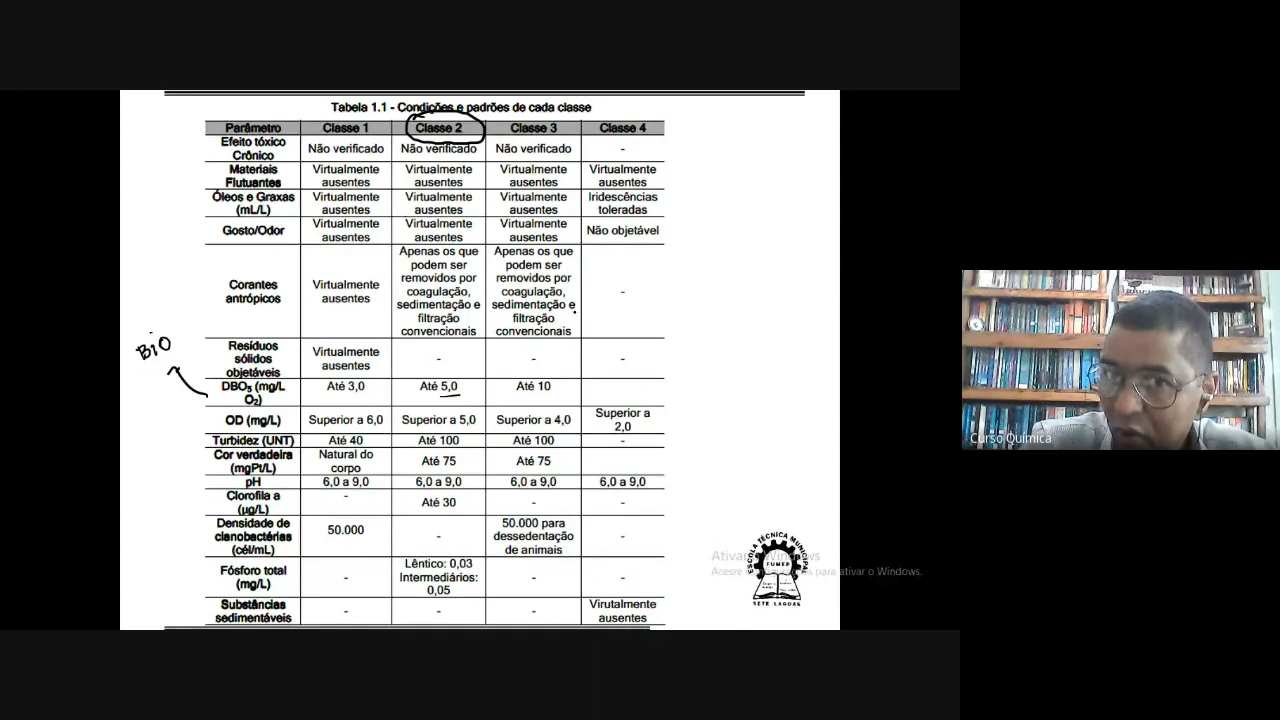 Tabela 1.1 - Condições e padrões de cada classe
Parâmetro Classe 1 Classe 2 Classe 3 Classe 4
Efeito tóxico
Crônico Não verificado Não verificado Não verificado -
Materiais Virtualmente Virtualmente Virtualmente Virtualmente
Flutuantes ausentes ausentes ausentes ausentes
Óleos e Graxas Virtualmente Virtualmente Virtualmente Iridescências
(mL/L) ausentes ausentes ausentes toleradas
Gosto/Odor Virtualmente Virtualmente Virtualmente Não objetável
ausentes ausentes ausentes
Apenas os que Apenas os que
podem ser podem ser
Corantes Virtualmente removidos por removidos por
antrópicos ausentes coagulação, coagulação, -
sedimentação e sedimentação e
filtração filtração
convencionais convencionais
BiO
Resíduos Virtualmente
sólidos ausentes - - -
objetáveis
DBO₅ (mg/L Até 3,0 Até 5,0 Até 10
O₂)
OD (mg/L) Superior a 6,0 Superior a 5,0 Superior a 4,0 Superior a
2,0
Turbidez (UNT) Até 40 Até 100 Até 100 -
Cor verdadeira Natural do Até 75 Até 75
(mgPt/L) corpo
pH 6,0 a 9,0 6,0 a 9,0 6,0 a 9,0 6,0 a 9,0
Clorofila a - Até 30 - -
(µg/L)
Densidade de 50.000 para
cianobactérias 50.000 - dessedentação -
(cél/mL) de animais
Lêntico: 0,03
Fósforo total - Intermediários: - -
(mg/L) 0,05
Substâncias - - - Virutalmente
sedimentáveis ausentes
ESCOLA TÉCNICA MUNICIPAL
FUMEP
SETE LAGOAS
Ativar o Windows
para ativar o Windows.
Curso Química